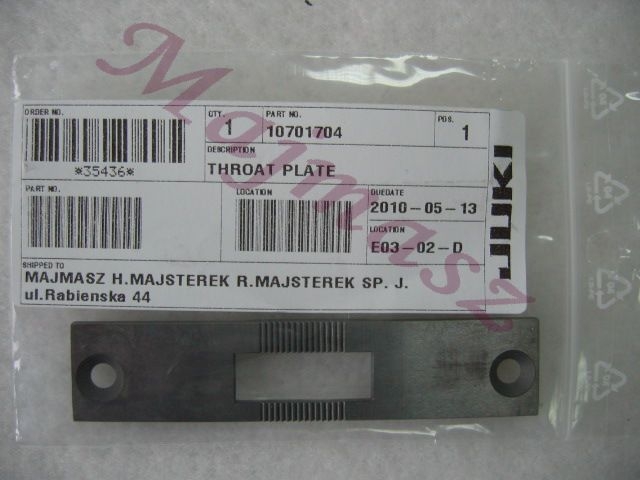 ORDER NO.
*35436*
QTY.
1
PART NO.
10701704
POS.
1
DESCRIPTION
THROAT PLATE
PART NO.
LOCATION
DUEDATE
2010-05-13
LOCATION
E03-02-D
SHIPPED TO
MAJMASZ H.MAJSTEREK R.MAJSTEREK SP. J.
ul.Rabienska 44
JUKI
Majmasz